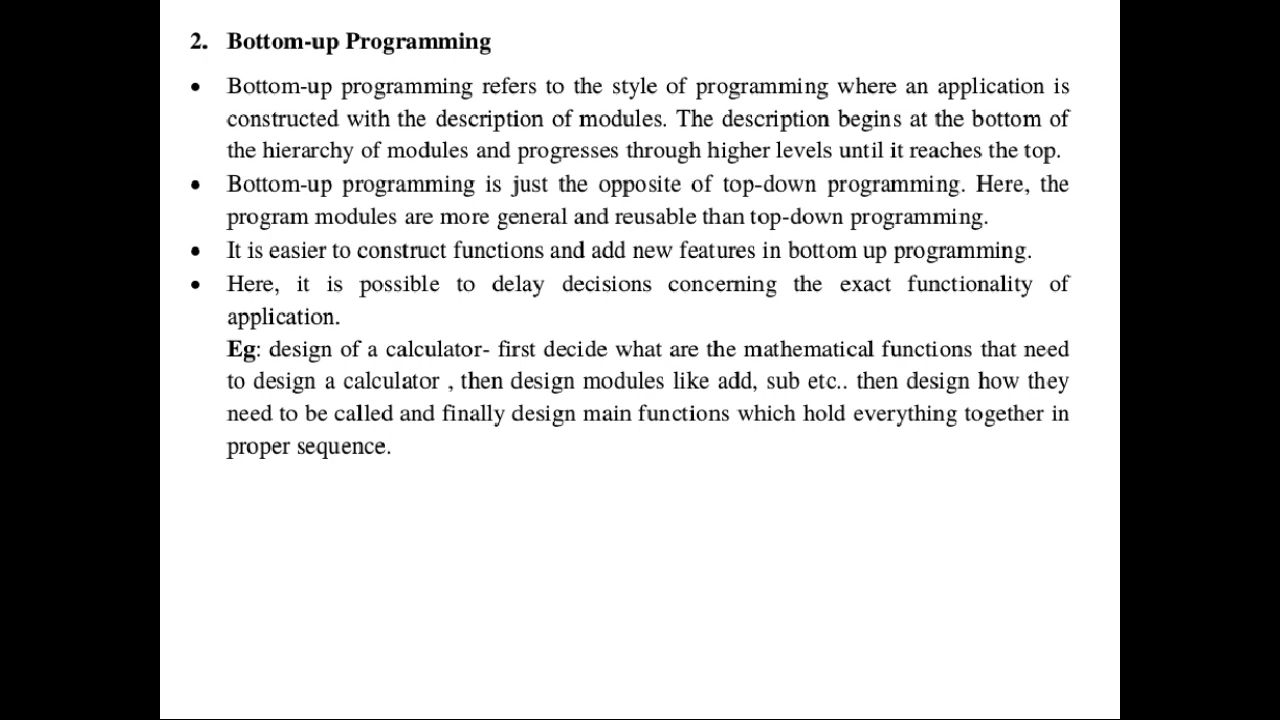 2. Bottom-up Programming
• Bottom-up programming refers to the style of programming where an application is
constructed with the description of modules. The description begins at the bottom of
the hierarchy of modules and progresses through higher levels until it reaches the top.
• Bottom-up programming is just the opposite of top-down programming. Here, the
program modules are more general and reusable than top-down programming.
• It is easier to construct functions and add new features in bottom up programming.
• Here, it is possible to delay decisions concerning the exact functionality of
application.
Eg: design of a calculator- first decide what are the mathematical functions that need
to design a calculator , then design modules like add, sub etc.. then design how they
need to be called and finally design main functions which hold everything together in
proper sequence.